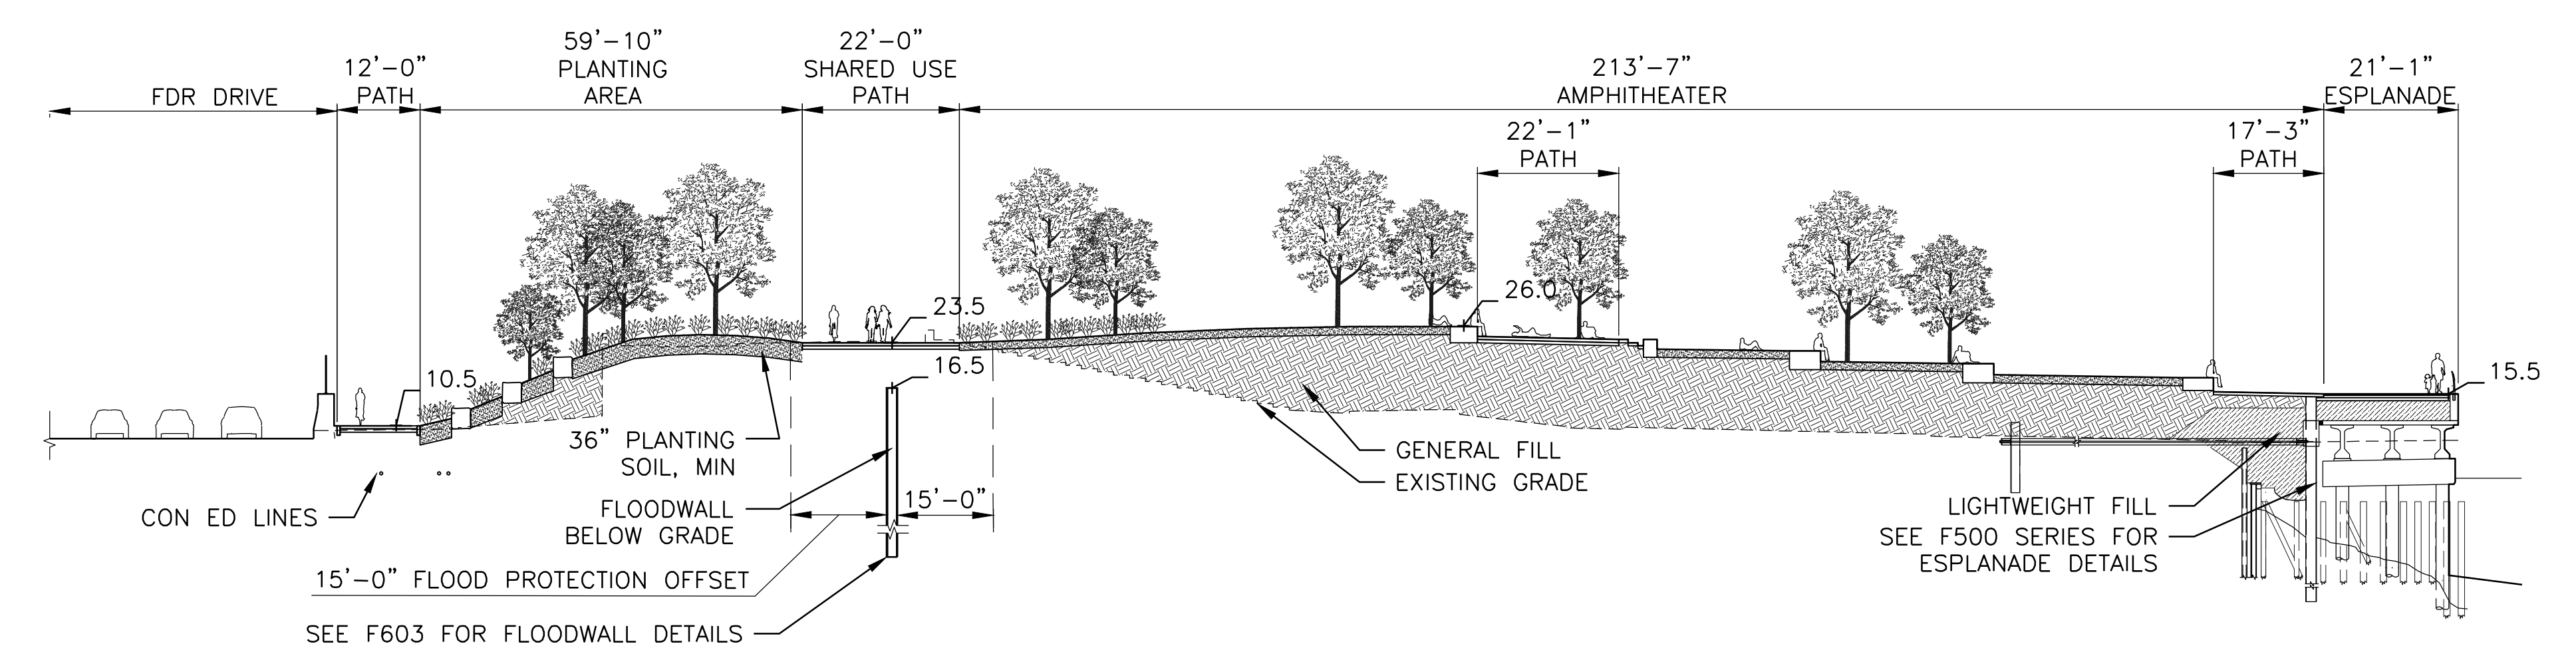 FDR DRIVE
12'-0"
PATH
59'-10"
PLANTING
AREA
22'-0"
SHARED USE
PATH
213'-7"
AMPHITHEATER
21'-1"
ESPLANADE
22'-1"
PATH
17'-3"
PATH
10.5
23.5
16.5
26.0
15.5
36" PLANTING
SOIL, MIN
CON ED LINES
FLOODWALL
BELOW GRADE
15'-0"
15'-0" FLOOD PROTECTION OFFSET
SEE F603 FOR FLOODWALL DETAILS
GENERAL FILL
EXISTING GRADE
LIGHTWEIGHT FILL
SEE F500 SERIES FOR
ESPLANADE DETAILS